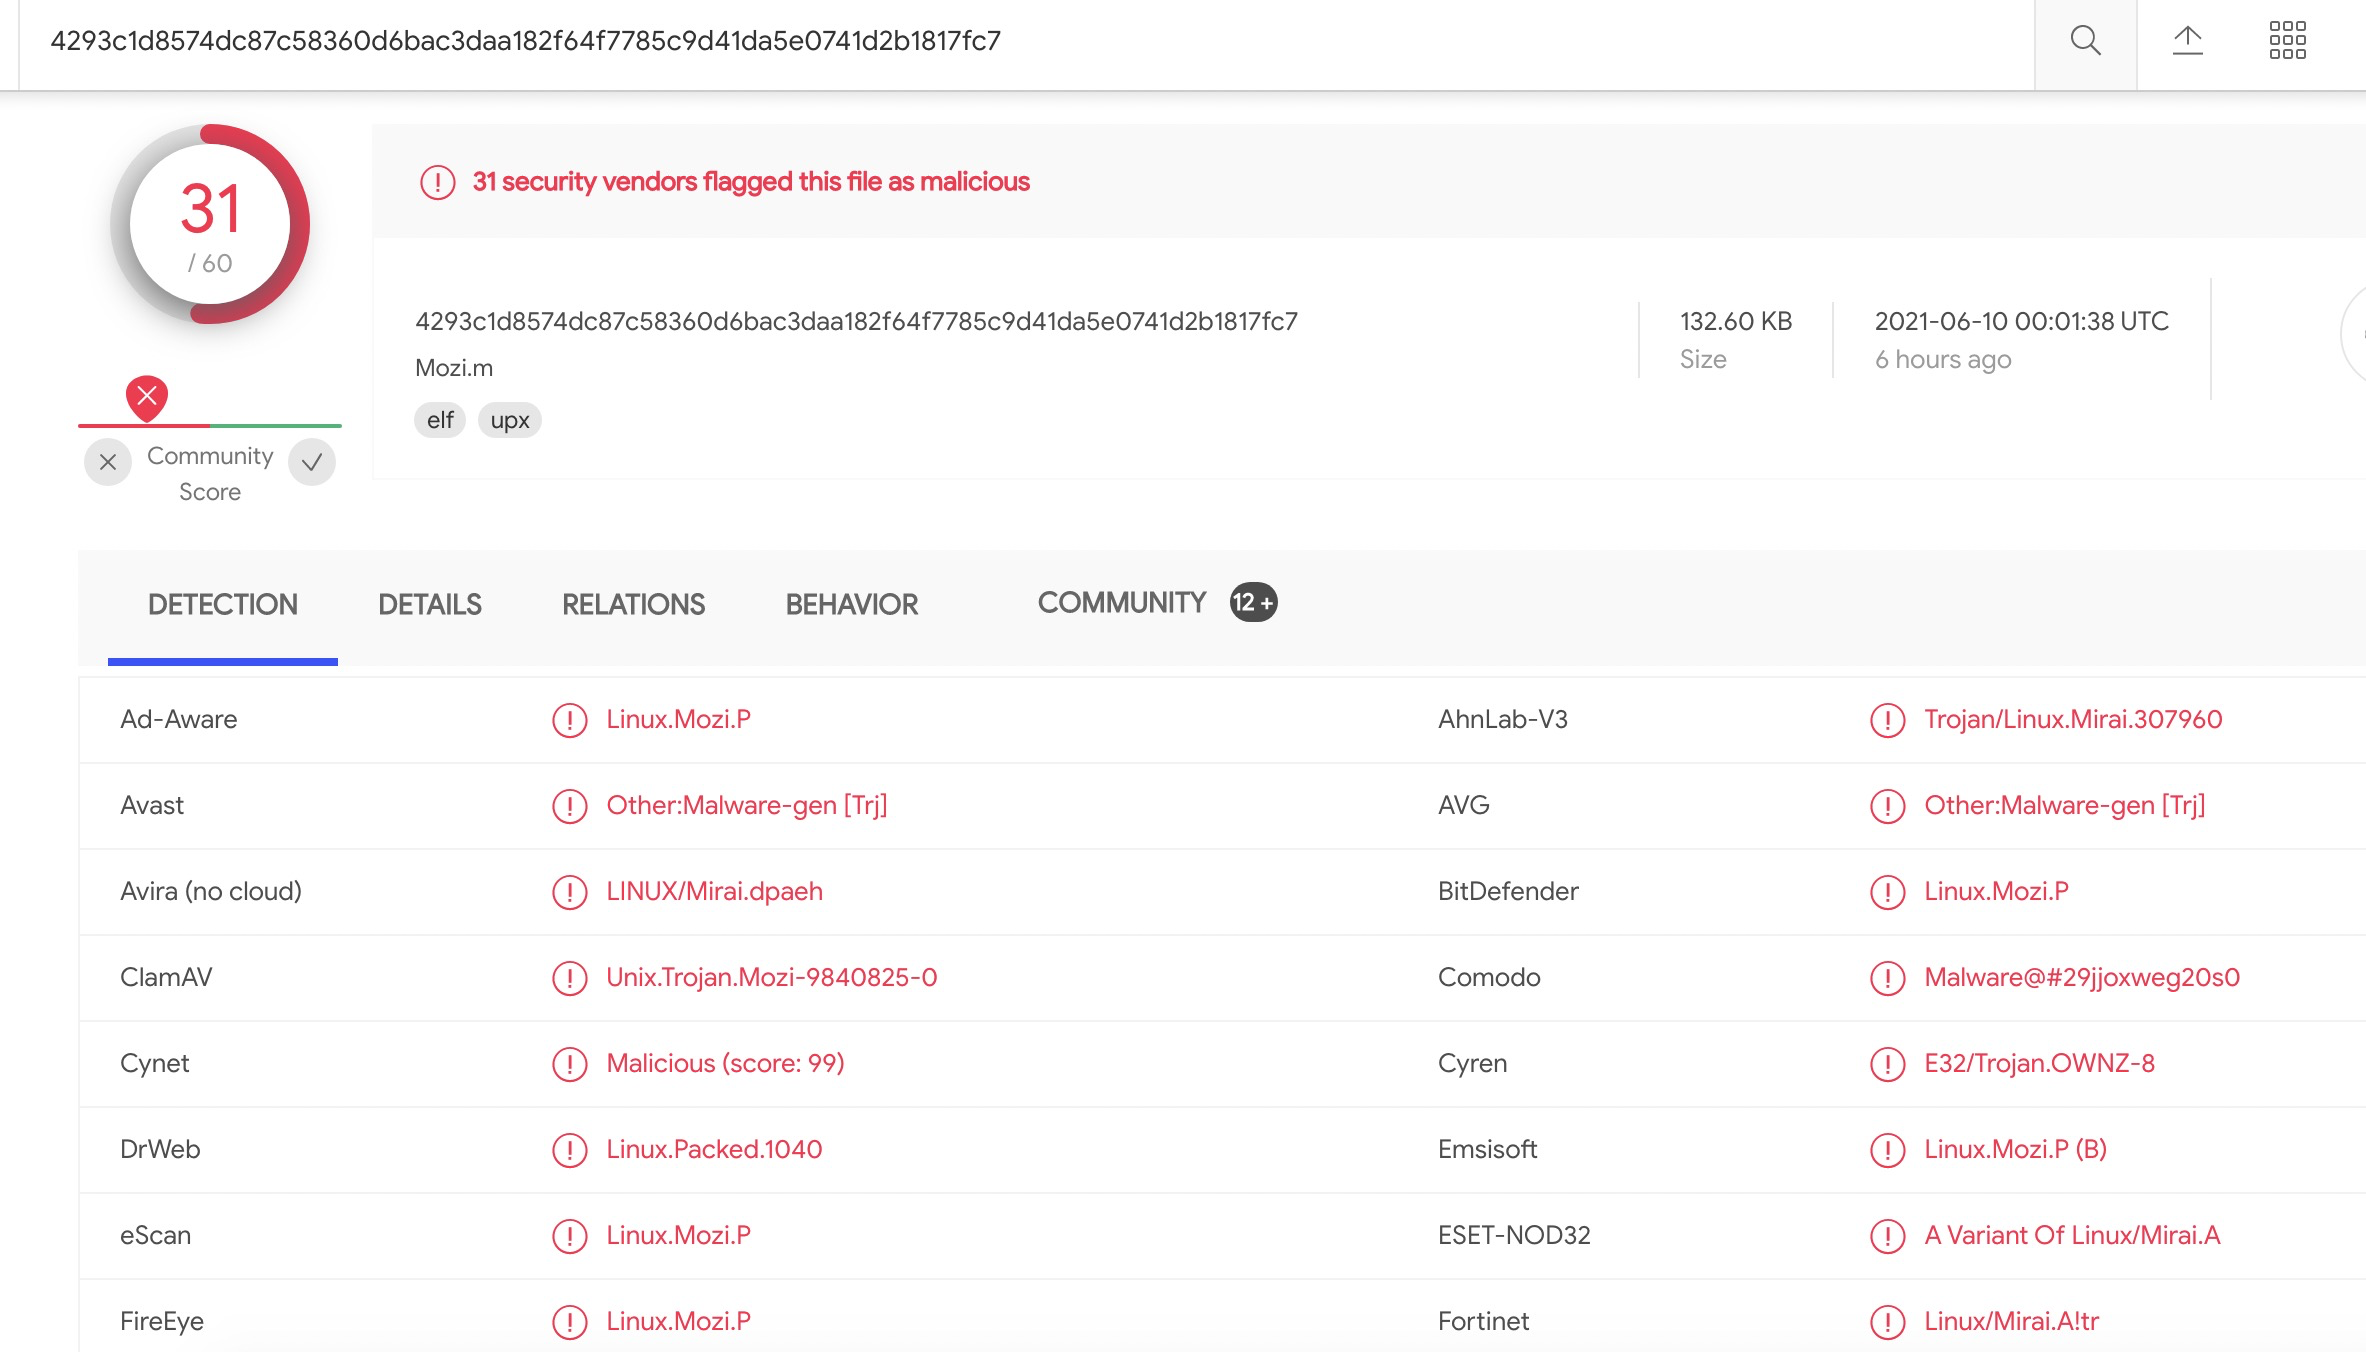 4293c1d8574dc87c58360d6bac3daa182f64f7785c9d41da5e0741d2b1817fc7
31
/ 60
31 security vendors flagged this file as malicious
4293c1d8574dc87c58360d6bac3daa182f64f7785c9d41da5e0741d2b1817fc7
Mozi.m
elf upx
132.60 KB
Size
2021-06-10 00:01:38 UTC
6 hours ago
Community
Score
DETECTION DETAILS RELATIONS BEHAVIOR COMMUNITY 12 +
Ad-Aware Linux.Mozi.P AhnLab-V3 Trojan/Linux.Mirai.307960
Avast Other:Malware-gen [Trj] AVG Other:Malware-gen [Trj]
Avira (no cloud) LINUX/Mirai.dpaeh BitDefender Linux.Mozi.P
ClamAV Unix.Trojan.Mozi-9840825-0 Comodo Malware@#29jjoxweg20s0
Cynet Malicious (score: 99) Cyren E32/Trojan.OWNZ-8
DrWeb Linux.Packed.1040 Emsisoft Linux.Mozi.P (B)
eScan Linux.Mozi.P ESET-NOD32 A Variant Of Linux/Mirai.A
FireEye Linux.Mozi.P Fortinet Linux/Mirai.A!tr